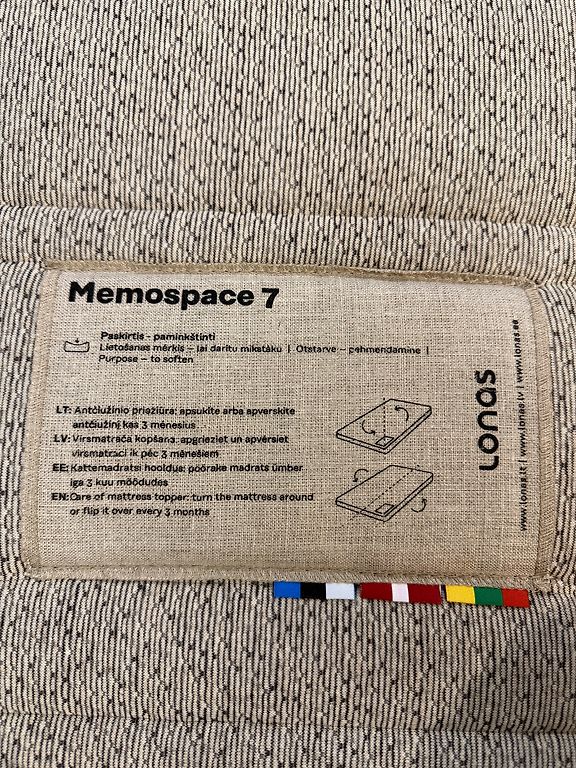 Memospace 7
Paskirtis - paminkštinti
Lietošanas mērķis – lai darītu mīkstāku | Otstarve – pehmendamine |
Purpose – to soften
LT: Antčiužinio priežiūra: apsukite arba apverskite
antčiužinį kas 3 mėnesius
LV: Virsmatrača kopšana: apgrieziet un apvērsiet
virsmatraci ik pēc 3 mēnešiem
EE: Kattemadratsi hooldus: pöörake madrats ümber
iga 3 kuu möödudes
EN: Care of mattress topper: turn the mattress around
or flip it over every 3 months
Lonas
www.lonas.lt | www.lonas.lv | www.lonas.ee